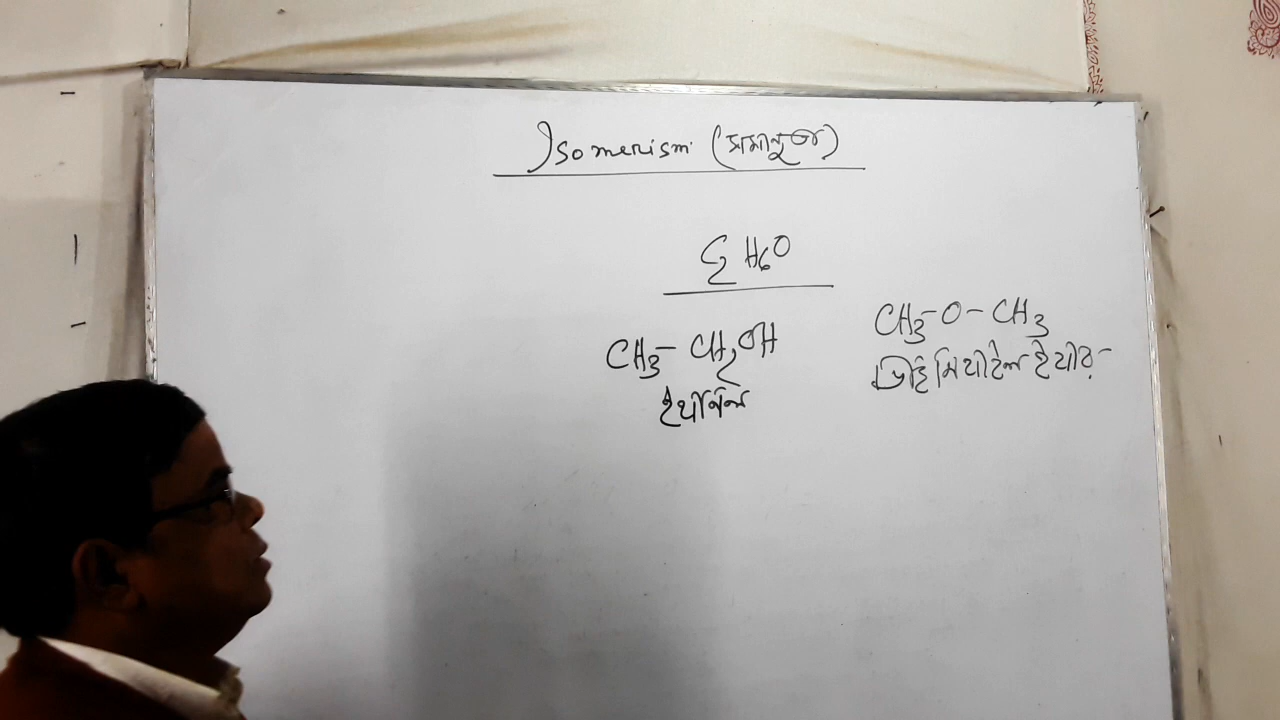 Isomerism (সমানুতা)
C₂H₆O
CH₃-CH₂OH
ইথানল
CH₃-O-CH₃
ডাই মিথাইল ইথার